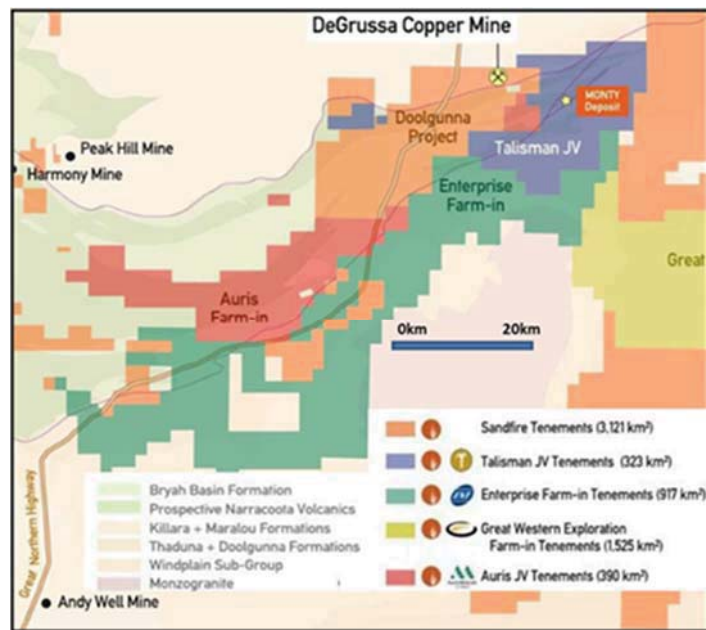 DeGrussa Copper Mine
MONTY
Deposit
Doolgunna
Project
Talisman JV
Peak Hill Mine
Harmony Mine
Enterprise
Farm-in
Great
Auris
Farm-in
0km 20km
Sandfire Tenements (3,121 km²)
Talisman JV Tenements (323 km²)
Enterprise Farm-in Tenements (917 km²)
Great Western Exploration
Farm-in Tenements (1,525 km²)
Auris JV Tenements (390 km²)
Bryah Basin Formation
Prospective Narracoota Volcanics
Killara + Maralou Formations
Thaduna + Doolgunna Formations
Windplain Sub-Group
Monzogranite
Great Northern Highway
Andy Well Mine